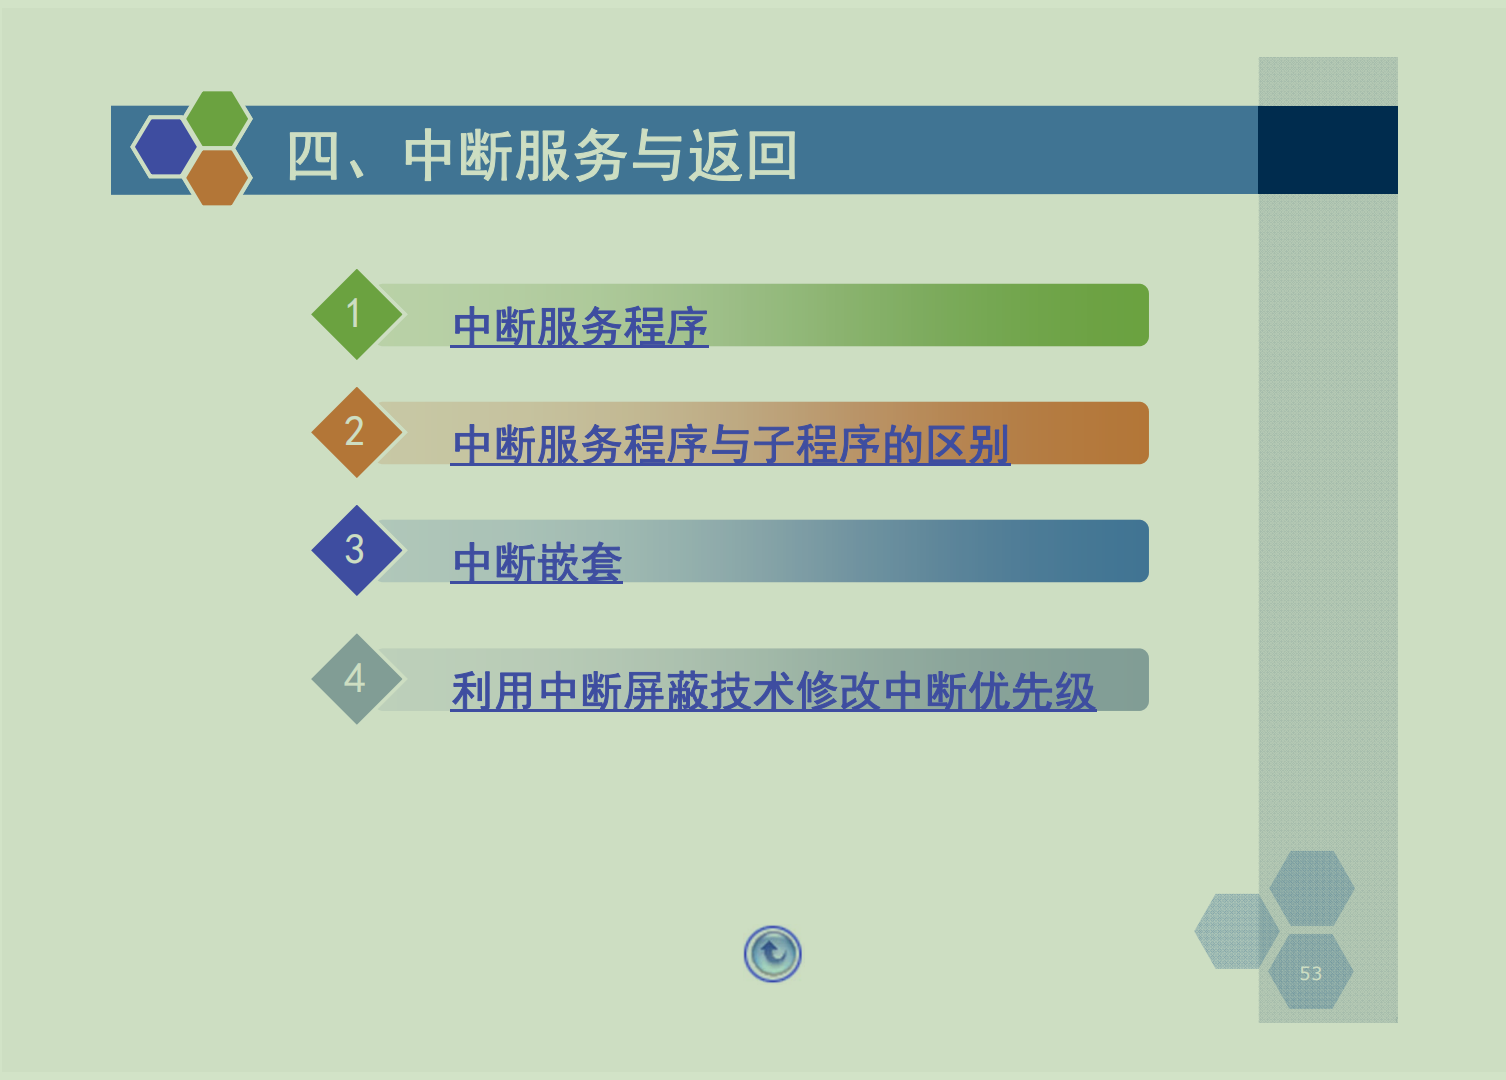 四、中断服务与返回
1 中断服务程序
2 中断服务程序与子程序的区别
3 中断嵌套
4 利用中断屏蔽技术修改中断优先级
53